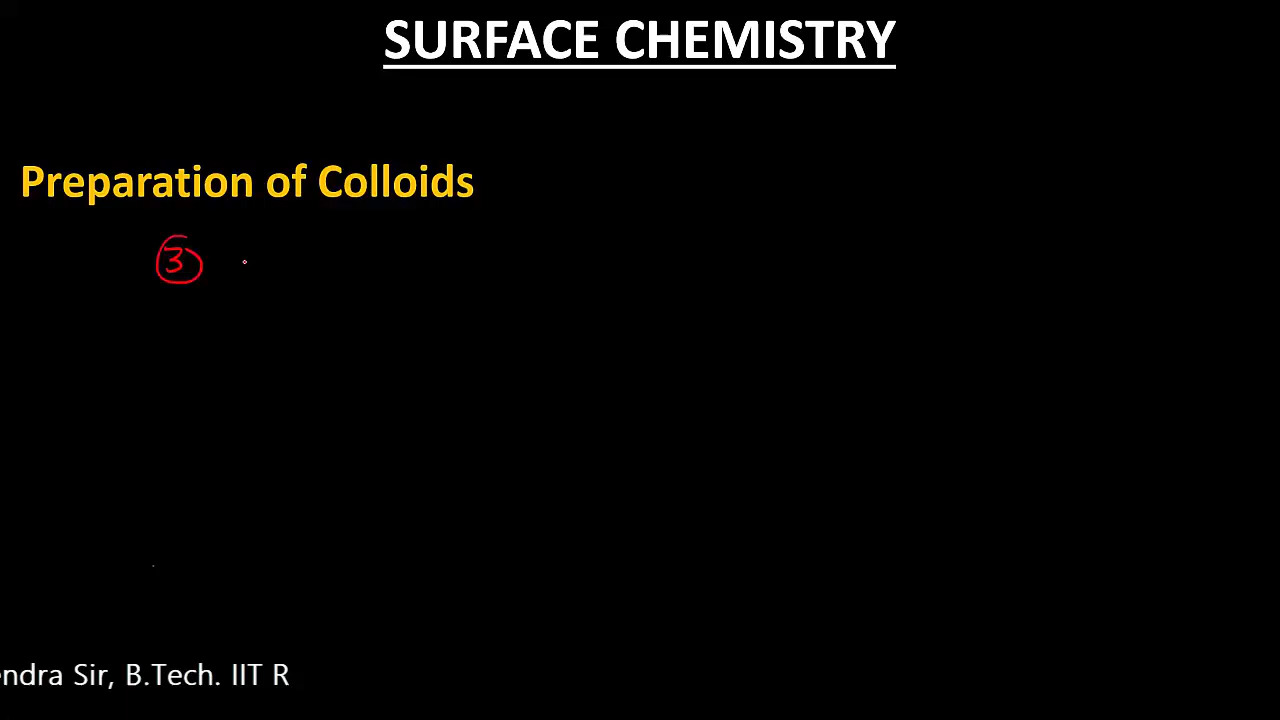 SURFACE CHEMISTRY
Preparation of Colloids
3
endra Sir, B.Tech. IIT R